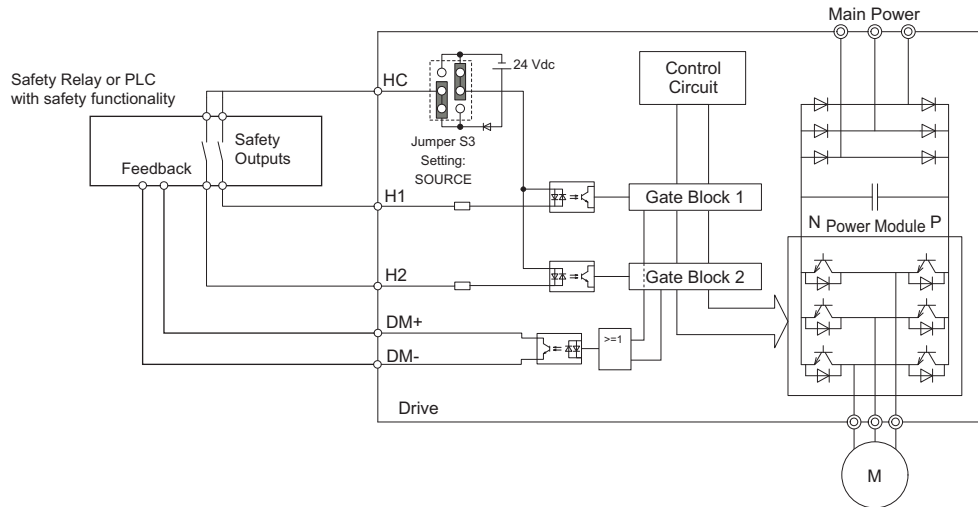 Main Power
Safety Relay or PLC
with safety functionality
HC
24 Vdc
Control
Circuit
Safety
Outputs
Feedback
Jumper S3
Setting:
SOURCE
H1
Gate Block 1
N
P
Power Module
H2
Gate Block 2
DM+
>=1
DM-
Drive
M